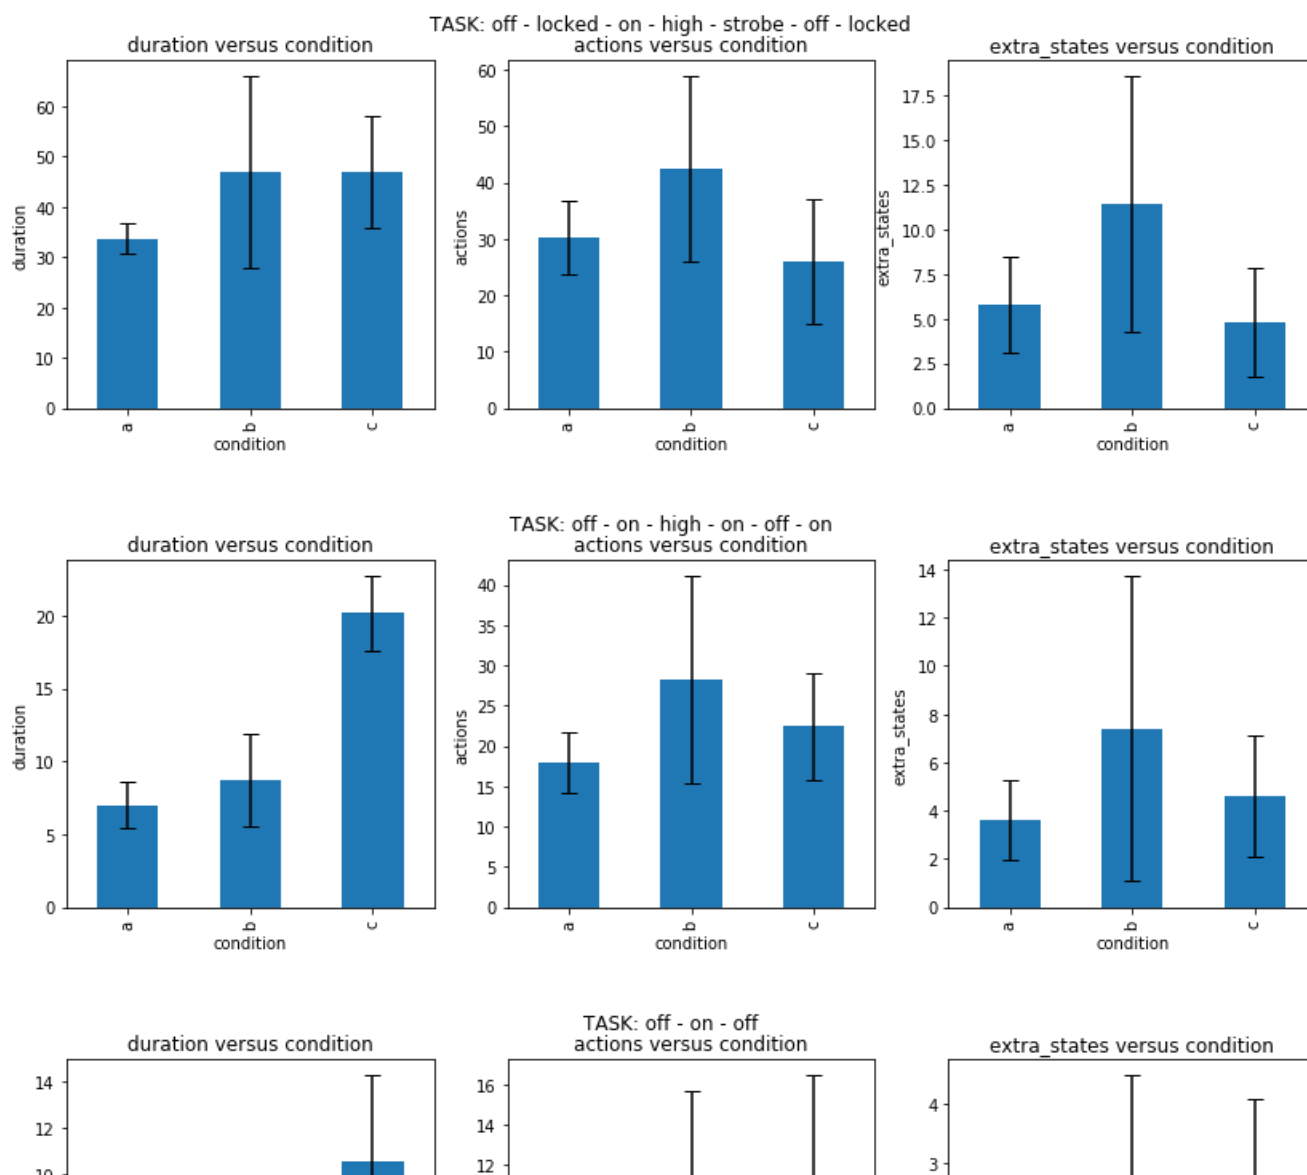 TASK: off - locked - on - high - strobe - off - locked
duration versus condition
60
50
40
30
20
10
0
duration
a
b
c
condition
actions versus condition
60
50
40
30
20
10
0
actions
a
b
c
condition
extra_states versus condition
17.5
15.0
12.5
10.0
7.5
5.0
2.5
0.0
extra_states
a
b
c
condition
TASK: off - on - high - on - off - on
duration versus condition
20
15
10
5
0
duration
a
b
c
condition
actions versus condition
40
35
30
25
20
15
10
5
0
actions
a
b
c
condition
extra_states versus condition
14
12
10
8
6
4
2
0
extra_states
a
b
c
condition
TASK: off - on - off
duration versus condition
14
12
10
actions versus condition
16
14
12
extra_states versus condition
4
3